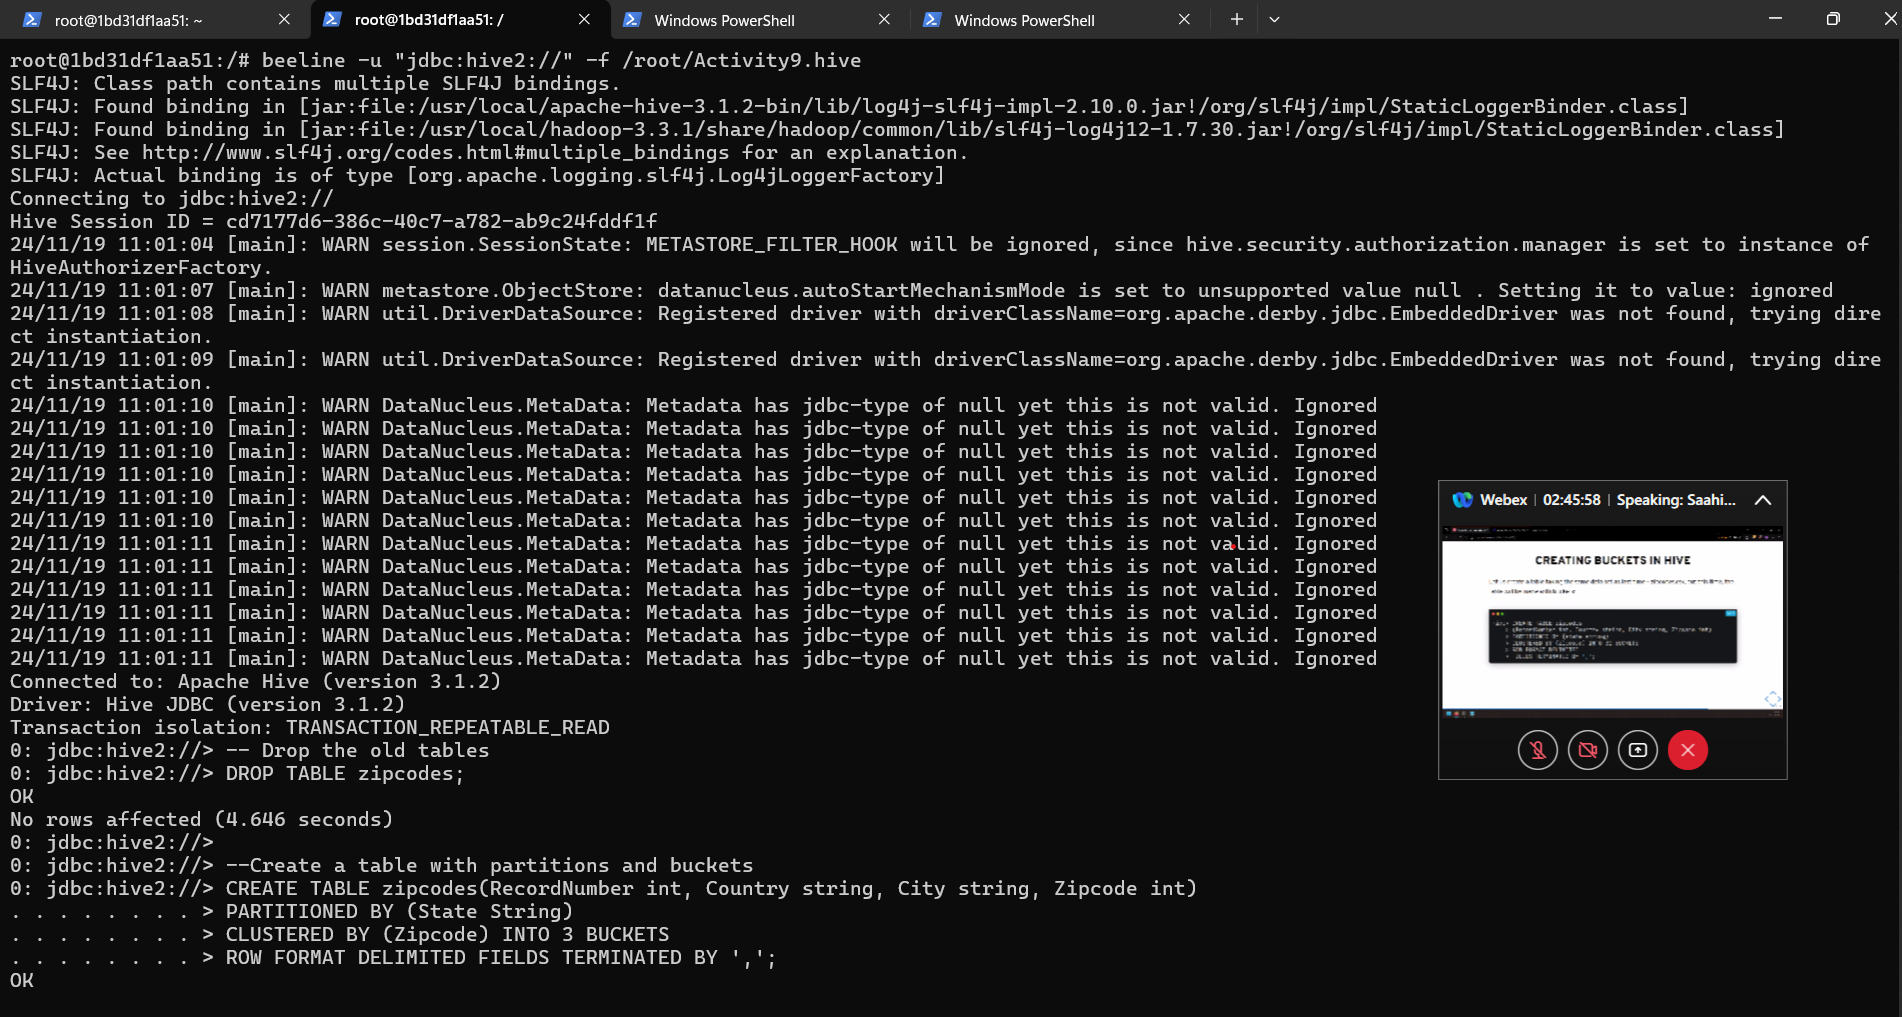 root@1bd31df1aa51: ~
root@1bd31df1aa51: /
Windows PowerShell
Windows PowerShell
root@1bd31df1aa51:/# beeline -u "jdbc:hive2://" -f /root/Activity9.hive
SLF4J: Class path contains multiple SLF4J bindings.
SLF4J: Found binding in [jar:file:/usr/local/apache-hive-3.1.2-bin/lib/log4j-slf4j-impl-2.10.0.jar!/org/slf4j/impl/StaticLoggerBinder.class]
SLF4J: Found binding in [jar:file:/usr/local/hadoop-3.3.1/share/hadoop/common/lib/slf4j-log4j12-1.7.30.jar!/org/slf4j/impl/StaticLoggerBinder.class]
SLF4J: See http://www.slf4j.org/codes.html#multiple_bindings for an explanation.
SLF4J: Actual binding is of type [org.apache.logging.slf4j.Log4jLoggerFactory]
Connecting to jdbc:hive2://
Hive Session ID = cd7177d6-386c-40c7-a782-ab9c24fddf1f
24/11/19 11:01:04 [main]: WARN session.SessionState: METASTORE_FILTER_HOOK will be ignored, since hive.security.authorization.manager is set to instance of
HiveAuthorizerFactory.
24/11/19 11:01:07 [main]: WARN metastore.ObjectStore: datanucleus.autoStartMechanismMode is set to unsupported value null . Setting it to value: ignored
24/11/19 11:01:08 [main]: WARN util.DriverDataSource: Registered driver with driverClassName=org.apache.derby.jdbc.EmbeddedDriver was not found, trying dire
ct instantiation.
24/11/19 11:01:09 [main]: WARN util.DriverDataSource: Registered driver with driverClassName=org.apache.derby.jdbc.EmbeddedDriver was not found, trying dire
ct instantiation.
24/11/19 11:01:10 [main]: WARN DataNucleus.MetaData: Metadata has jdbc-type of null yet this is not valid. Ignored
24/11/19 11:01:10 [main]: WARN DataNucleus.MetaData: Metadata has jdbc-type of null yet this is not valid. Ignored
24/11/19 11:01:10 [main]: WARN DataNucleus.MetaData: Metadata has jdbc-type of null yet this is not valid. Ignored
24/11/19 11:01:10 [main]: WARN DataNucleus.MetaData: Metadata has jdbc-type of null yet this is not valid. Ignored
24/11/19 11:01:10 [main]: WARN DataNucleus.MetaData: Metadata has jdbc-type of null yet this is not valid. Ignored
24/11/19 11:01:10 [main]: WARN DataNucleus.MetaData: Metadata has jdbc-type of null yet this is not valid. Ignored
24/11/19 11:01:11 [main]: WARN DataNucleus.MetaData: Metadata has jdbc-type of null yet this is not valid. Ignored
24/11/19 11:01:11 [main]: WARN DataNucleus.MetaData: Metadata has jdbc-type of null yet this is not valid. Ignored
24/11/19 11:01:11 [main]: WARN DataNucleus.MetaData: Metadata has jdbc-type of null yet this is not valid. Ignored
24/11/19 11:01:11 [main]: WARN DataNucleus.MetaData: Metadata has jdbc-type of null yet this is not valid. Ignored
24/11/19 11:01:11 [main]: WARN DataNucleus.MetaData: Metadata has jdbc-type of null yet this is not valid. Ignored
24/11/19 11:01:11 [main]: WARN DataNucleus.MetaData: Metadata has jdbc-type of null yet this is not valid. Ignored
Connected to: Apache Hive (version 3.1.2)
Driver: Hive JDBC (version 3.1.2)
Transaction isolation: TRANSACTION_REPEATABLE_READ
0: jdbc:hive2://> -- Drop the old tables
0: jdbc:hive2://> DROP TABLE zipcodes;
OK
No rows affected (4.646 seconds)
0: jdbc:hive2://>
0: jdbc:hive2://> --Create a table with partitions and buckets
0: jdbc:hive2://> CREATE TABLE zipcodes(RecordNumber int, Country string, City string, Zipcode int)
. . . . . . . . > PARTITIONED BY (State String)
. . . . . . . . > CLUSTERED BY (Zipcode) INTO 3 BUCKETS
. . . . . . . . > ROW FORMAT DELIMITED FIELDS TERMINATED BY ',';
OK
Webex | 02:45:58 | Speaking: Saahi...
CREATING BUCKETS IN HIVE